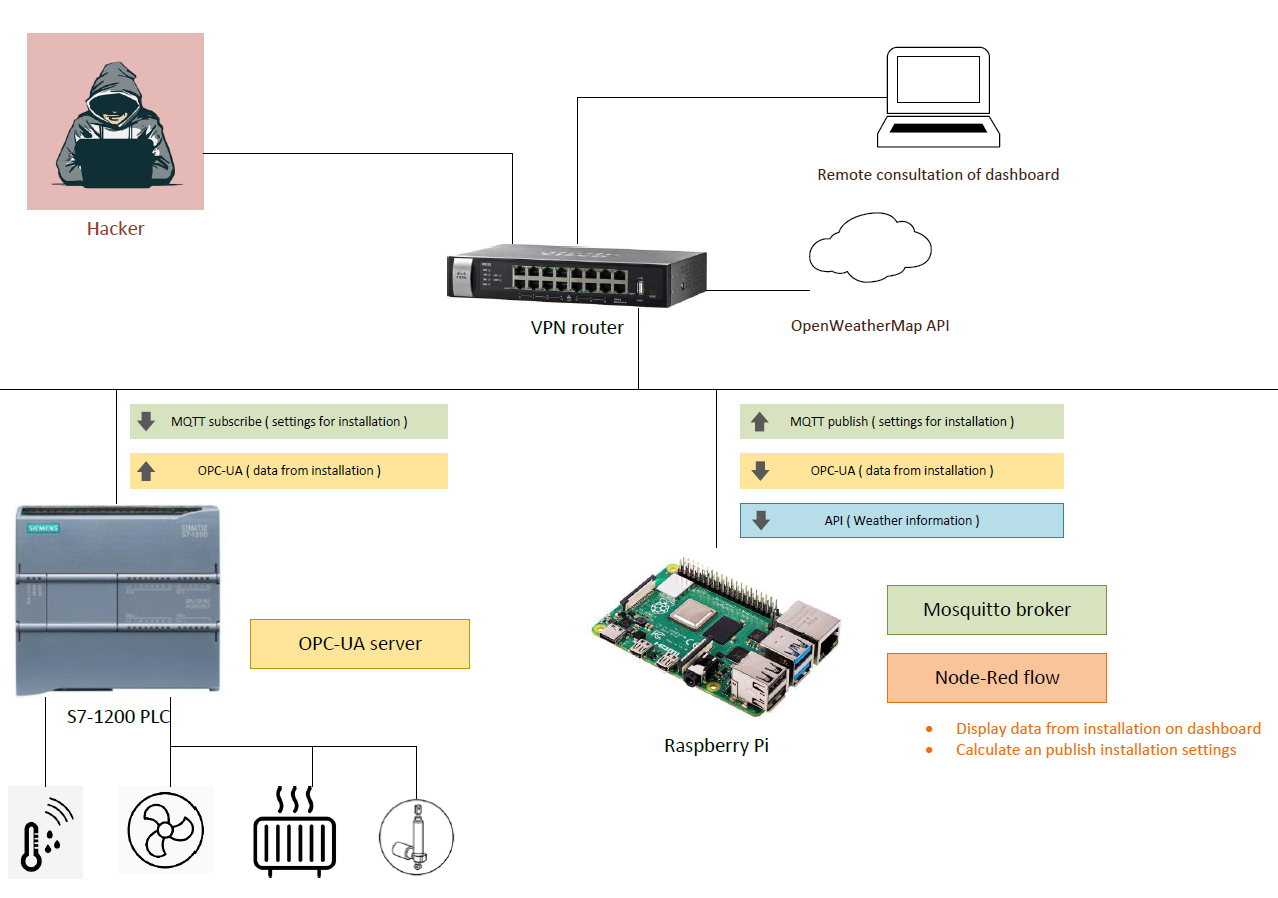 Hacker
Remote consultation of dashboard
VPN router
OpenWeatherMap API
MQTT subscribe ( settings for installation )
OPC-UA ( data from installation )
MQTT publish ( settings for installation )
OPC-UA ( data from installation )
API ( Weather information )
SIEMENS
SIMATIC
S7-1200
OPC-UA server
S7-1200 PLC
Mosquitto broker
Node-Red flow
• Display data from installation on dashboard
• Calculate an publish installation settings
Raspberry Pi